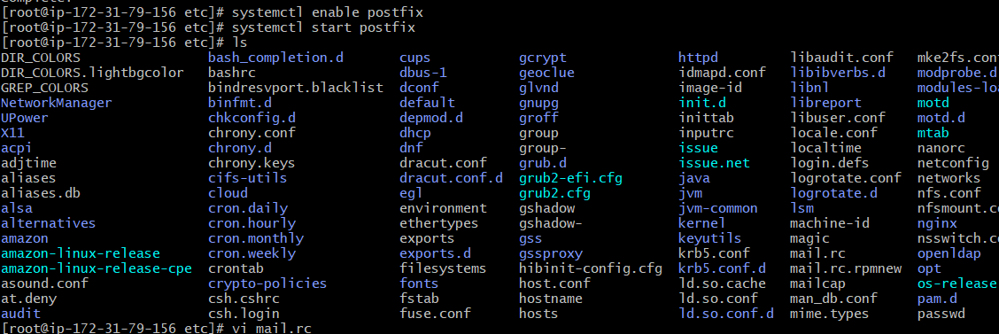 [root@ip-172-31-79-156 etc]# systemctl enable postfix
[root@ip-172-31-79-156 etc]# systemctl start postfix
[root@ip-172-31-79-156 etc]# ls
DIR_COLORS bash_completion.d cups gcrypt httpd libaudit.conf mke2fs.con
DIR_COLORS.lightbgcolor bashrc dbus-1 geoclue idmapd.conf libibverbs.d modprobe.d
GREP_COLORS bindresvport.blacklist dconf glvnd image-id libnl modules-loa
NetworkManager binfmt.d default gnupg init.d libreport motd
UPower chkconfig.d depmod.d groff inittab libuser.conf motd.d
X11 chrony.conf dhcp group inputrc locale.conf mtab
acpi chrony.d dnf group- issue localtime nanorc
adjtime chrony.keys dracut.conf grub.d issue.net login.defs netconfig
aliases cifs-utils dracut.conf.d grub2-efi.cfg java logrotate.conf networks
aliases.db cloud egl grub2.cfg jvm logrotate.d nfs.conf
alsa cron.daily environment gshadow jvm-common lsm nfsmount.co
alternatives cron.hourly ethertypes gshadow- kernel machine-id nginx
amazon cron.monthly exports gss keyutils magic nsswitch.co
amazon-linux-release cron.weekly exports.d gssproxy krb5.conf mail.rc openldap
amazon-linux-release-cpe crontab filesystems hibinit-config.cfg krb5.conf.d mail.rc.rpmnew opt
asound.conf crypto-policies fonts host.conf ld.so.cache mailcap os-release
at.deny csh.cshrc fstab hostname ld.so.conf man_db.conf pam.d
audit csh.login fuse.conf hosts ld.so.conf.d mime.types passwd
[root@ip-172-31-79-156 etc]# vi mail.rc